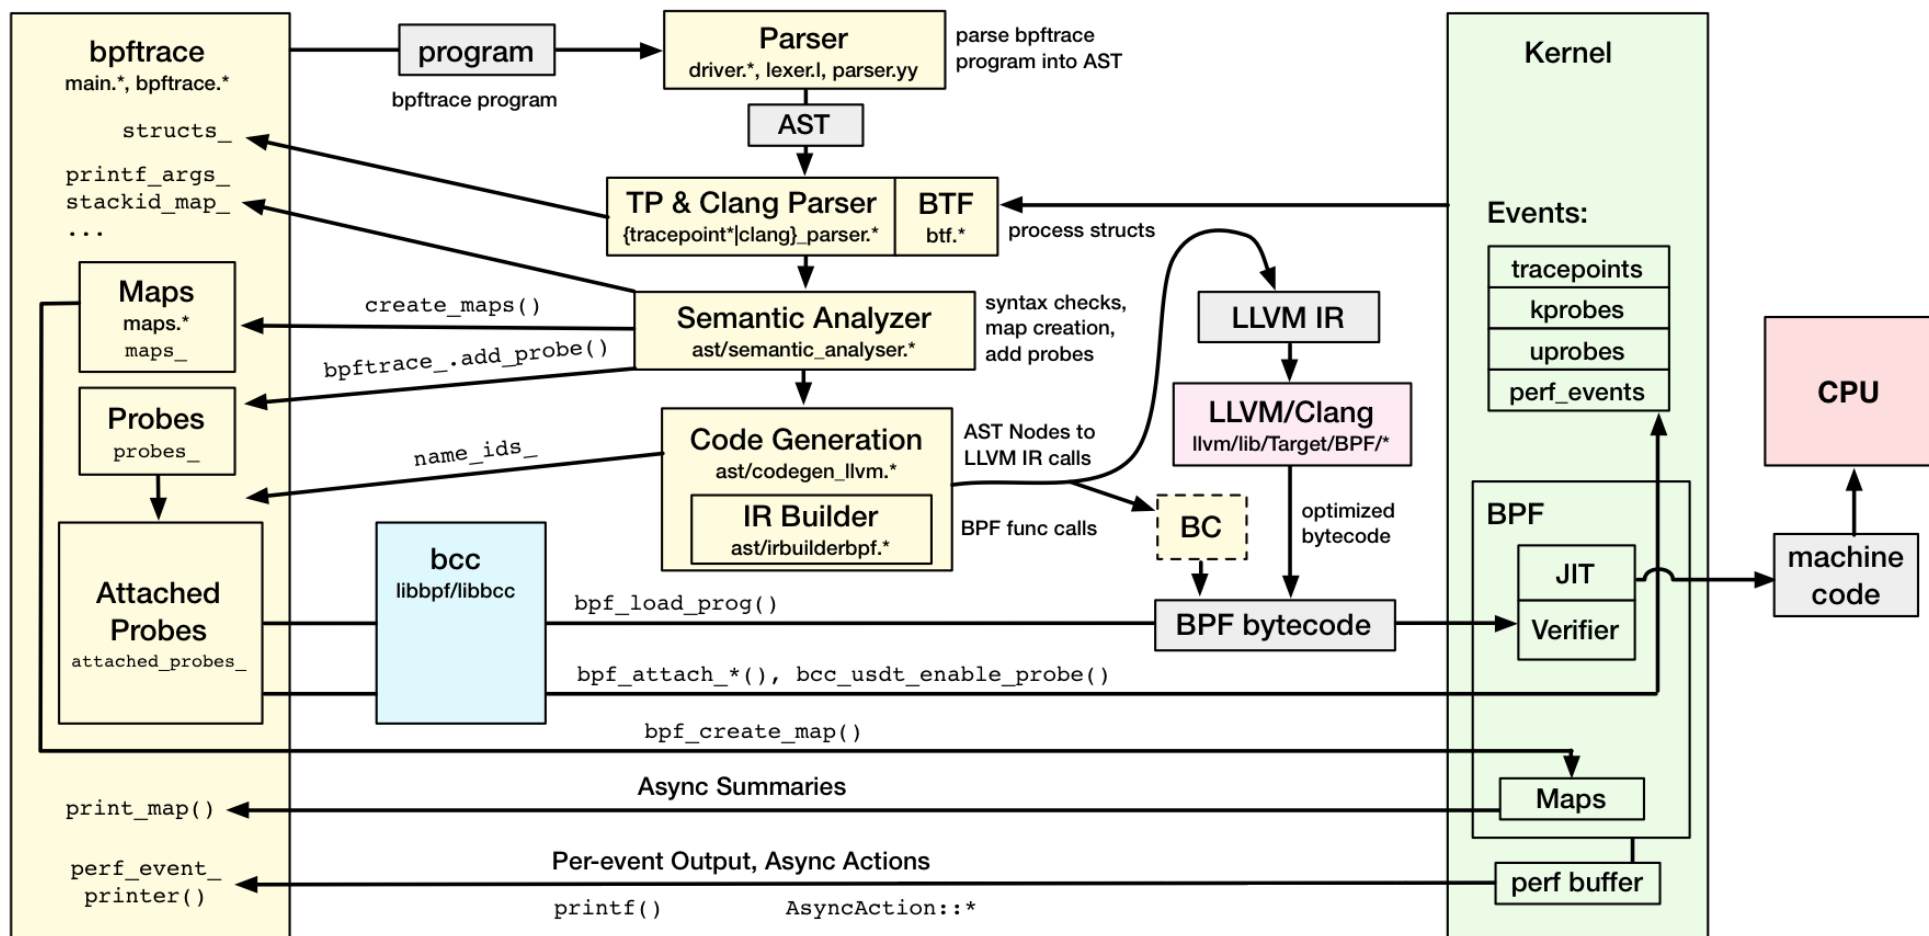 bpftrace
main.*, bpftrace.*
structs_
printf_args_
stackid_map_
...
Maps
maps.*
maps_
Probes
probes_
Attached
Probes
attached_probes_
print_map()
perf_event_
printer()
program
bpftrace program
Parser
driver.*, lexer.l, parser.yy
parse bpftrace
program into AST
AST
TP & Clang Parser
{tracepoint*|clang}_parser.*
BTF
btf.*
process structs
create_maps()
bpftrace_.add_probe()
name_ids_
Semantic Analyzer
ast/semantic_analyser.*
syntax checks,
map creation,
add probes
Code Generation
ast/codegen_llvm.*
IR Builder
ast/irbuilderbpf.*
AST Nodes to
LLVM IR calls
BPF func calls
LLVM IR
LLVM/Clang
llvm/lib/Target/BPF/*
optimized
bytecode
BC
BPF bytecode
bcc
libbpf/libbcc
bpf_load_prog()
bpf_attach_*(), bcc_usdt_enable_probe()
bpf_create_map()
Async Summaries
Per-event Output, Async Actions
printf()
AsyncAction::*
Kernel
Events:
tracepoints
kprobes
uprobes
perf_events
BPF
JIT
Verifier
Maps
perf buffer
CPU
machine
code